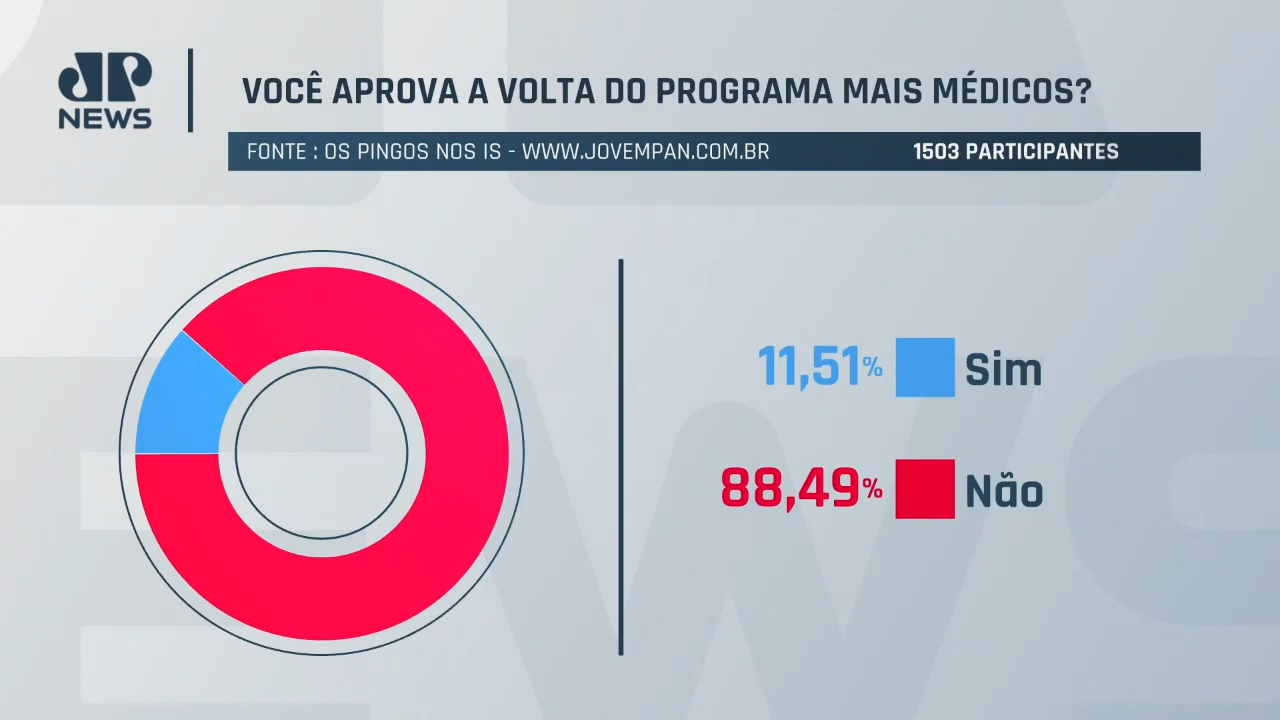 JP
NEWS
VOCÊ APROVA A VOLTA DO PROGRAMA MAIS MÉDICOS?
FONTE : OS PINGOS NOS IS - WWW.JOVEMPAN.COM.BR 1503 PARTICIPANTES
11,51% Sim
88,49% Não